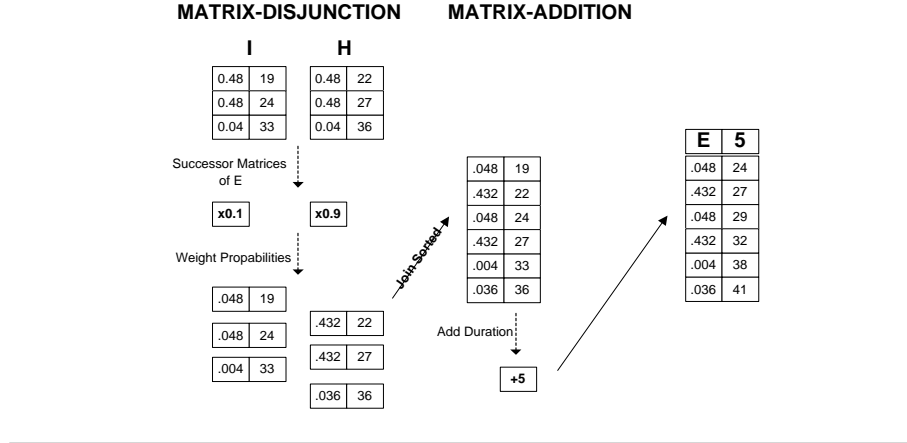 MATRIX-DISJUNCTION MATRIX-ADDITION
I H
0.48 19 0.48 22
0.48 24 0.48 27
0.04 33 0.04 36
Successor Matrices
of E
x0.1 x0.9
Weight Propabilities
.048 19
.048 24
.004 33
.432 22
.432 27
.036 36
Join Sorted
.048 19
.432 22
.048 24
.432 27
.004 33
.036 36
Add Duration
+5
E 5
.048 24
.432 27
.048 29
.432 32
.004 38
.036 41